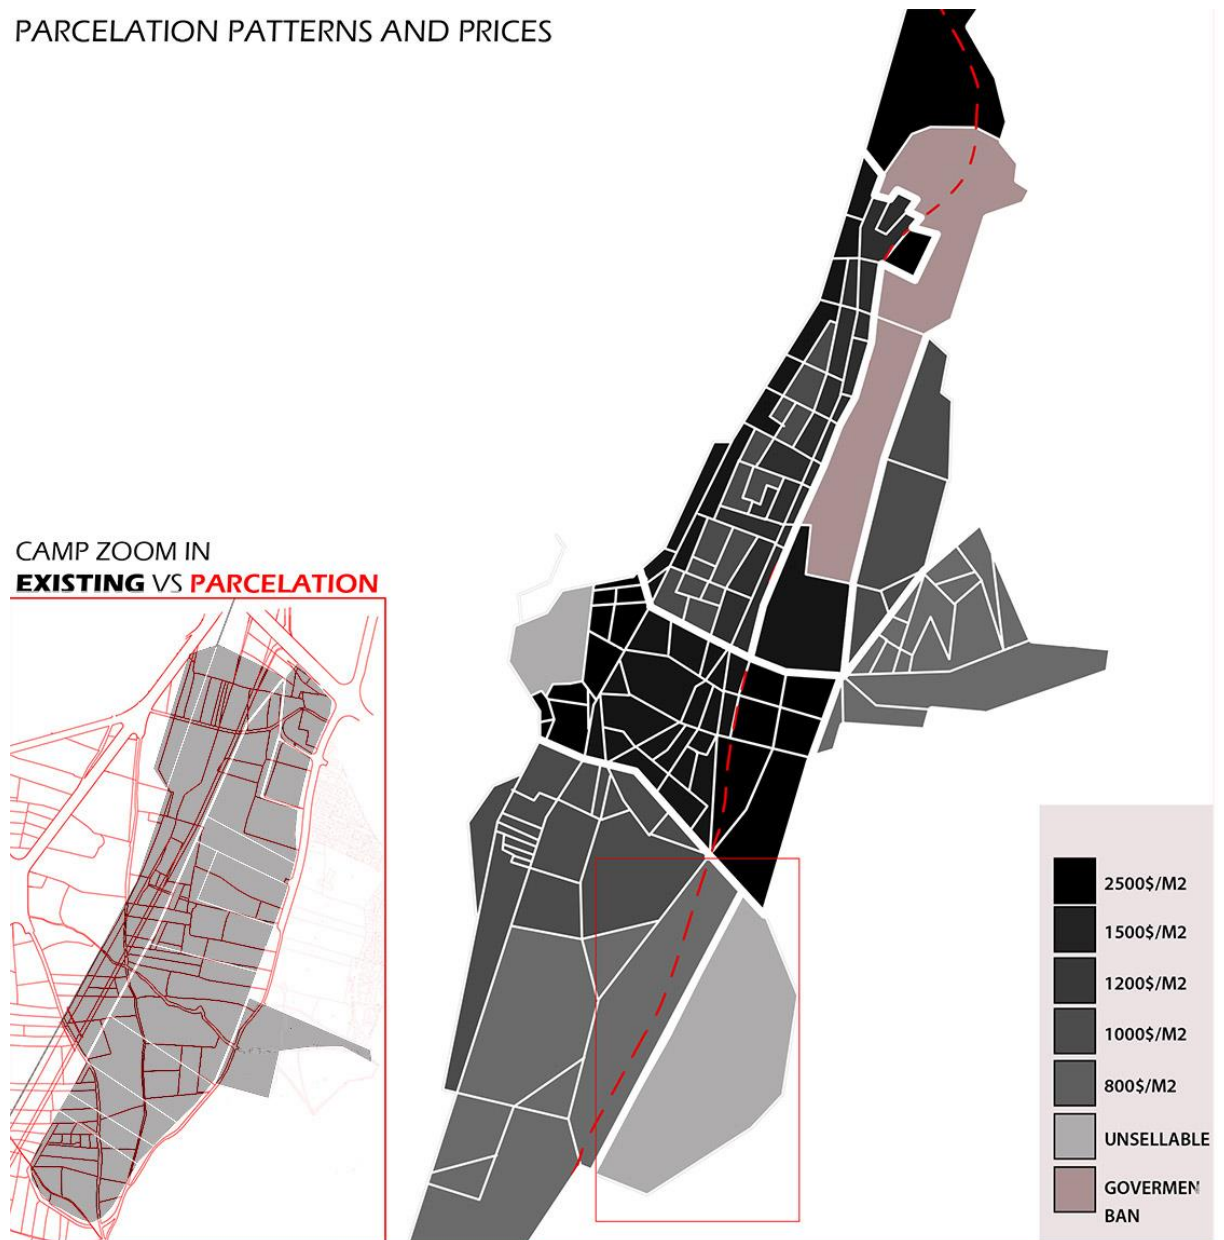 PARCELATION PATTERNS AND PRICES
CAMP ZOOM IN
EXISTING VS PARCELATION
2500$/M2
1500$/M2
1200$/M2
1000$/M2
800$/M2
UNSELLABLE
GOVERMEN
BAN